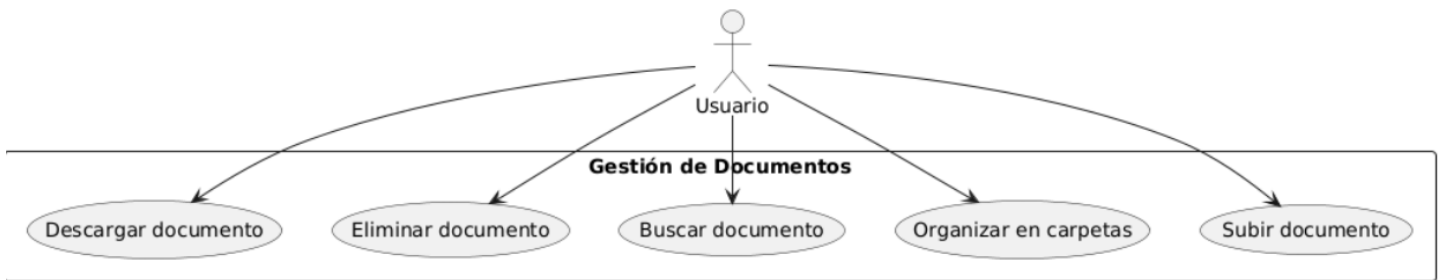 Usuario
Gestión de Documentos
Descargar documento
Eliminar documento
Buscar documento
Organizar en carpetas
Subir documento